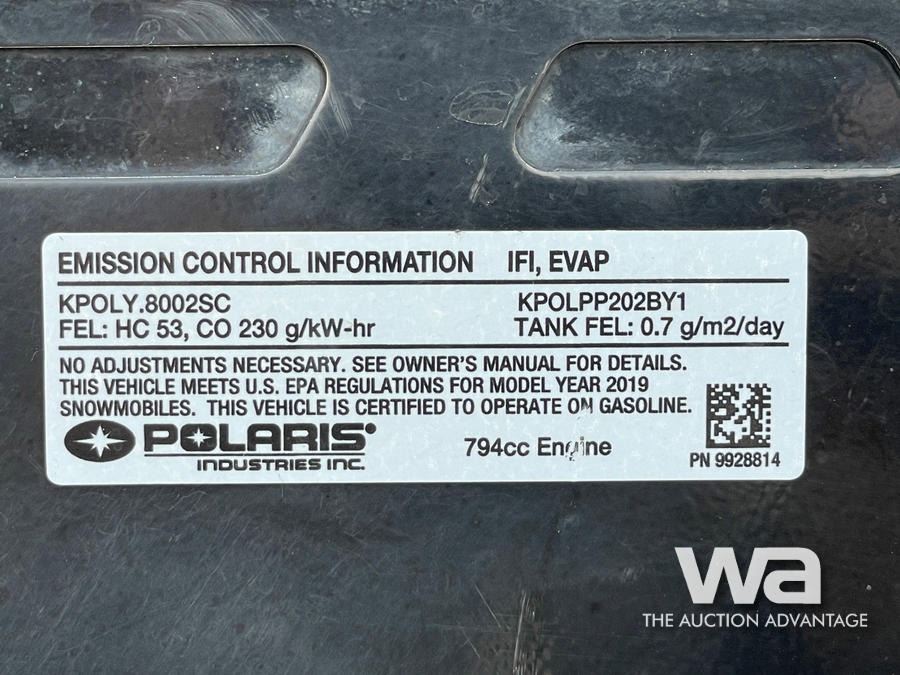 EMISSION CONTROL INFORMATION IFI, EVAP
KPOLY.8002SC KPOLPP202BY1
FEL: HC 53, CO 230 g/kW-hr TANK FEL: 0.7 g/m2/day
NO ADJUSTMENTS NECESSARY. SEE OWNER'S MANUAL FOR DETAILS.
THIS VEHICLE MEETS U.S. EPA REGULATIONS FOR MODEL YEAR 2019
SNOWMOBILES. THIS VEHICLE IS CERTIFIED TO OPERATE ON GASOLINE.
POLARIS®
INDUSTRIES INC.
794cc Engine
PN 9928814
wa
THE AUCTION ADVANTAGE